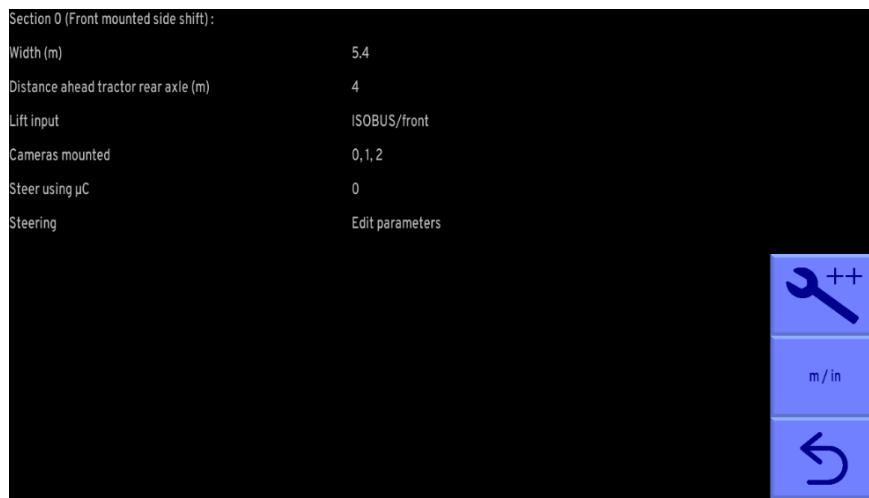 Section 0 (Front mounted side shift) :
Width (m) 5.4
Distance ahead tractor rear axle (m) 4
Lift input ISOBUS/front
Cameras mounted 0, 1, 2
Steer using µC 0
Steering Edit parameters
++
m / in